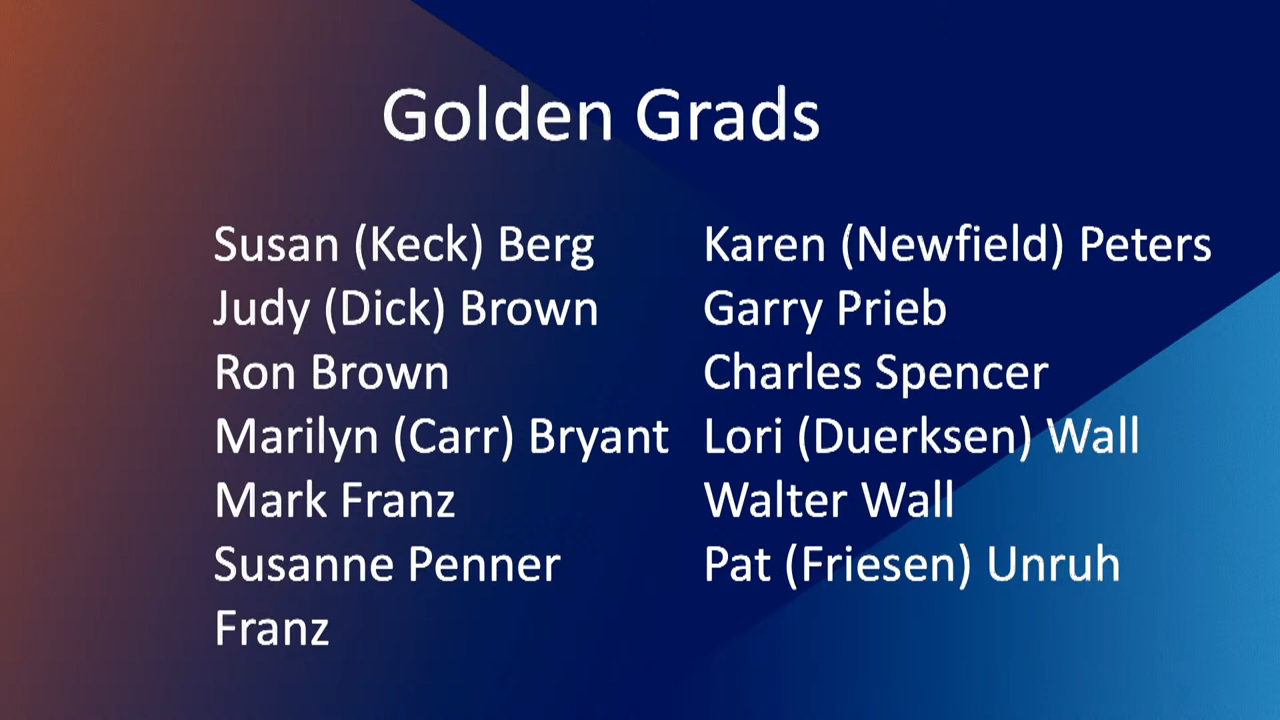 Golden Grads
Susan (Keck) Berg
Judy (Dick) Brown
Ron Brown
Marilyn (Carr) Bryant
Mark Franz
Susanne Penner
Franz
Karen (Newfield) Peters
Garry Prieb
Charles Spencer
Lori (Duerksen) Wall
Walter Wall
Pat (Friesen) Unruh